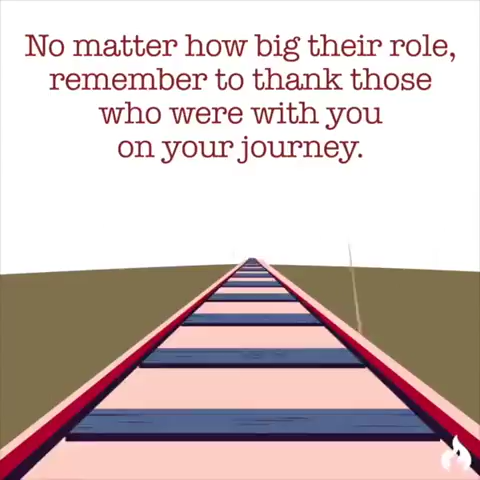 No matter how big their role,
remember to thank those
who were with you
on your journey.